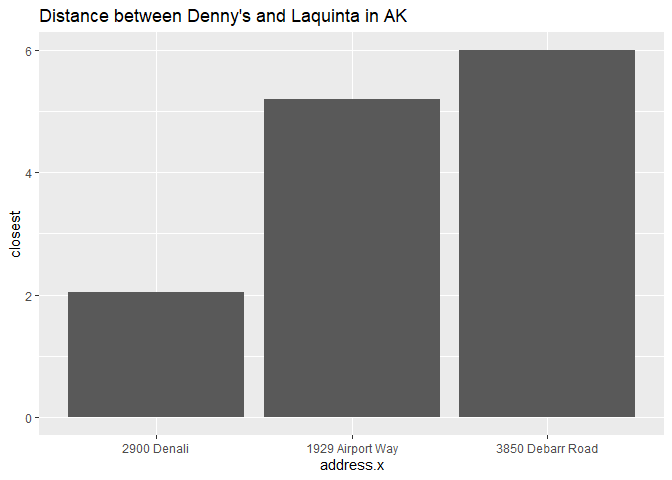 Distance between Denny's and Laquinta in AK
6
4
2
0
closest
2900 Denali
1929 Airport Way
3850 Debarr Road
address.x